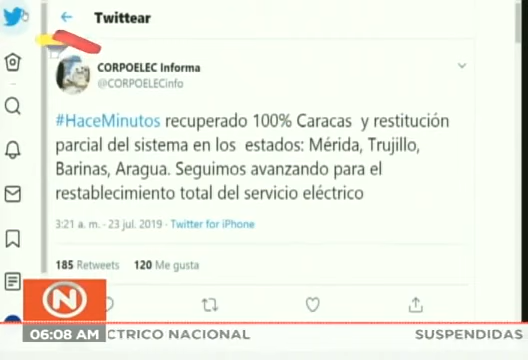 Twittear
CORPOELEC Informa
@CORPOELECinfo
#HaceMinutos recuperado 100% Caracas y restitución
parcial del sistema en los estados: Mérida, Trujillo,
Barinas, Aragua. Seguimos avanzando para el
restablecimiento total del servicio eléctrico
3:21 a. m. · 23 jul. 2019 · Twitter for iPhone
185 Retweets 120 Me gusta
N
06:08 AM CTRICO NACIONAL SUSPENDIDAS